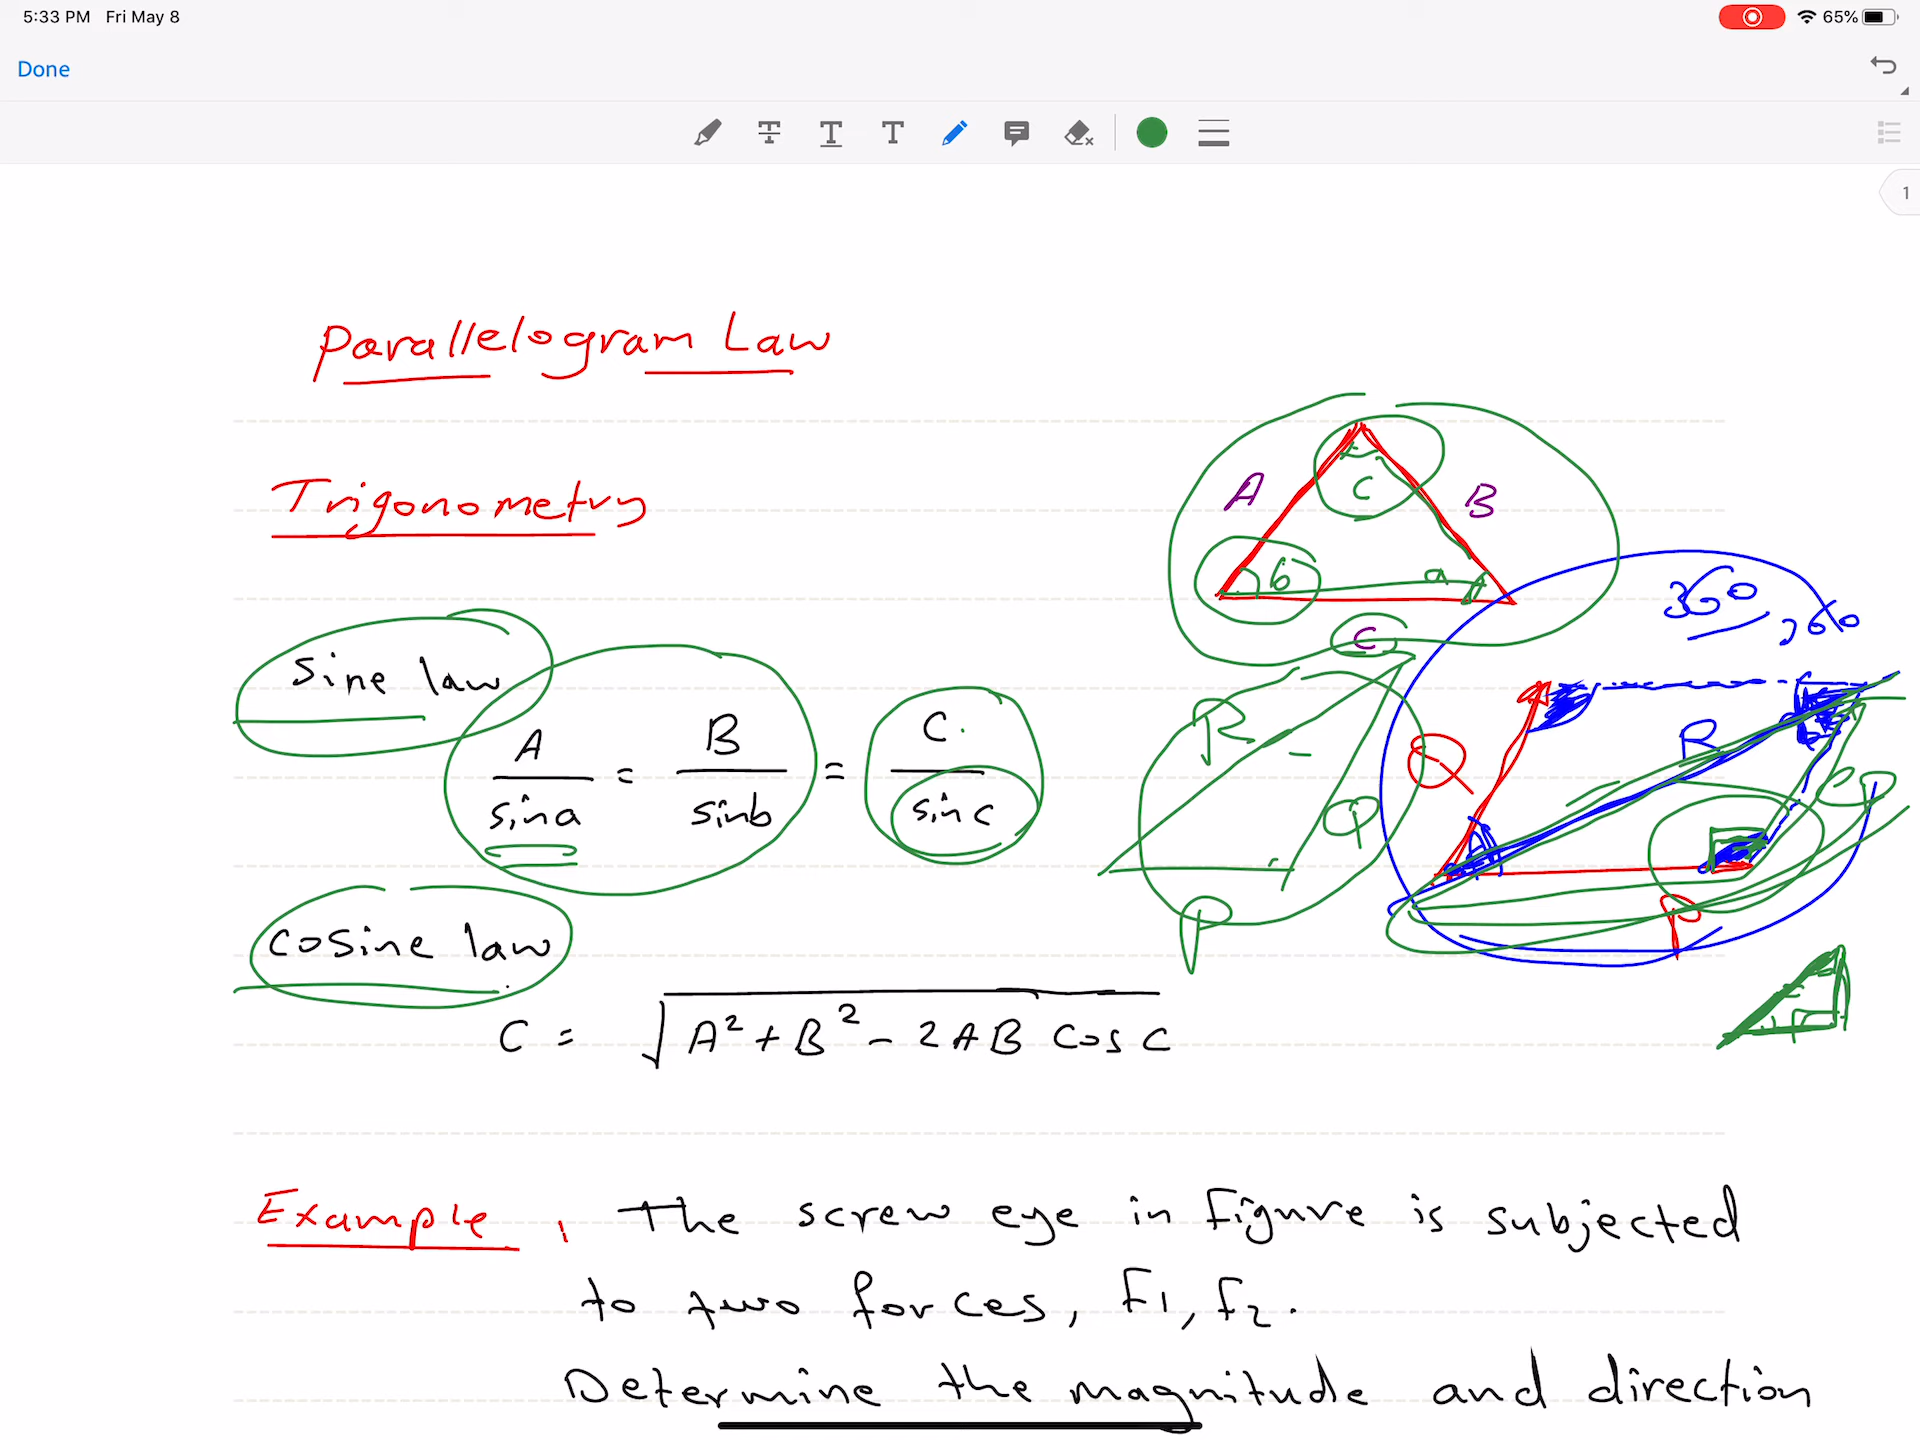 5:33 PM Fri May 8
65%
Done
1
Parallelogram Law
Trigonometry
A
C
B
b
a
C
360
360
Sine law
A/sin a = B/sin b = C/sin c
R
Q
P
Q
R
P
Cosine law
C = √A² + B² - 2AB cos c
Example, The screw eye in figure is subjected
to two forces, F1, F2.
Determine the magnitude and direction